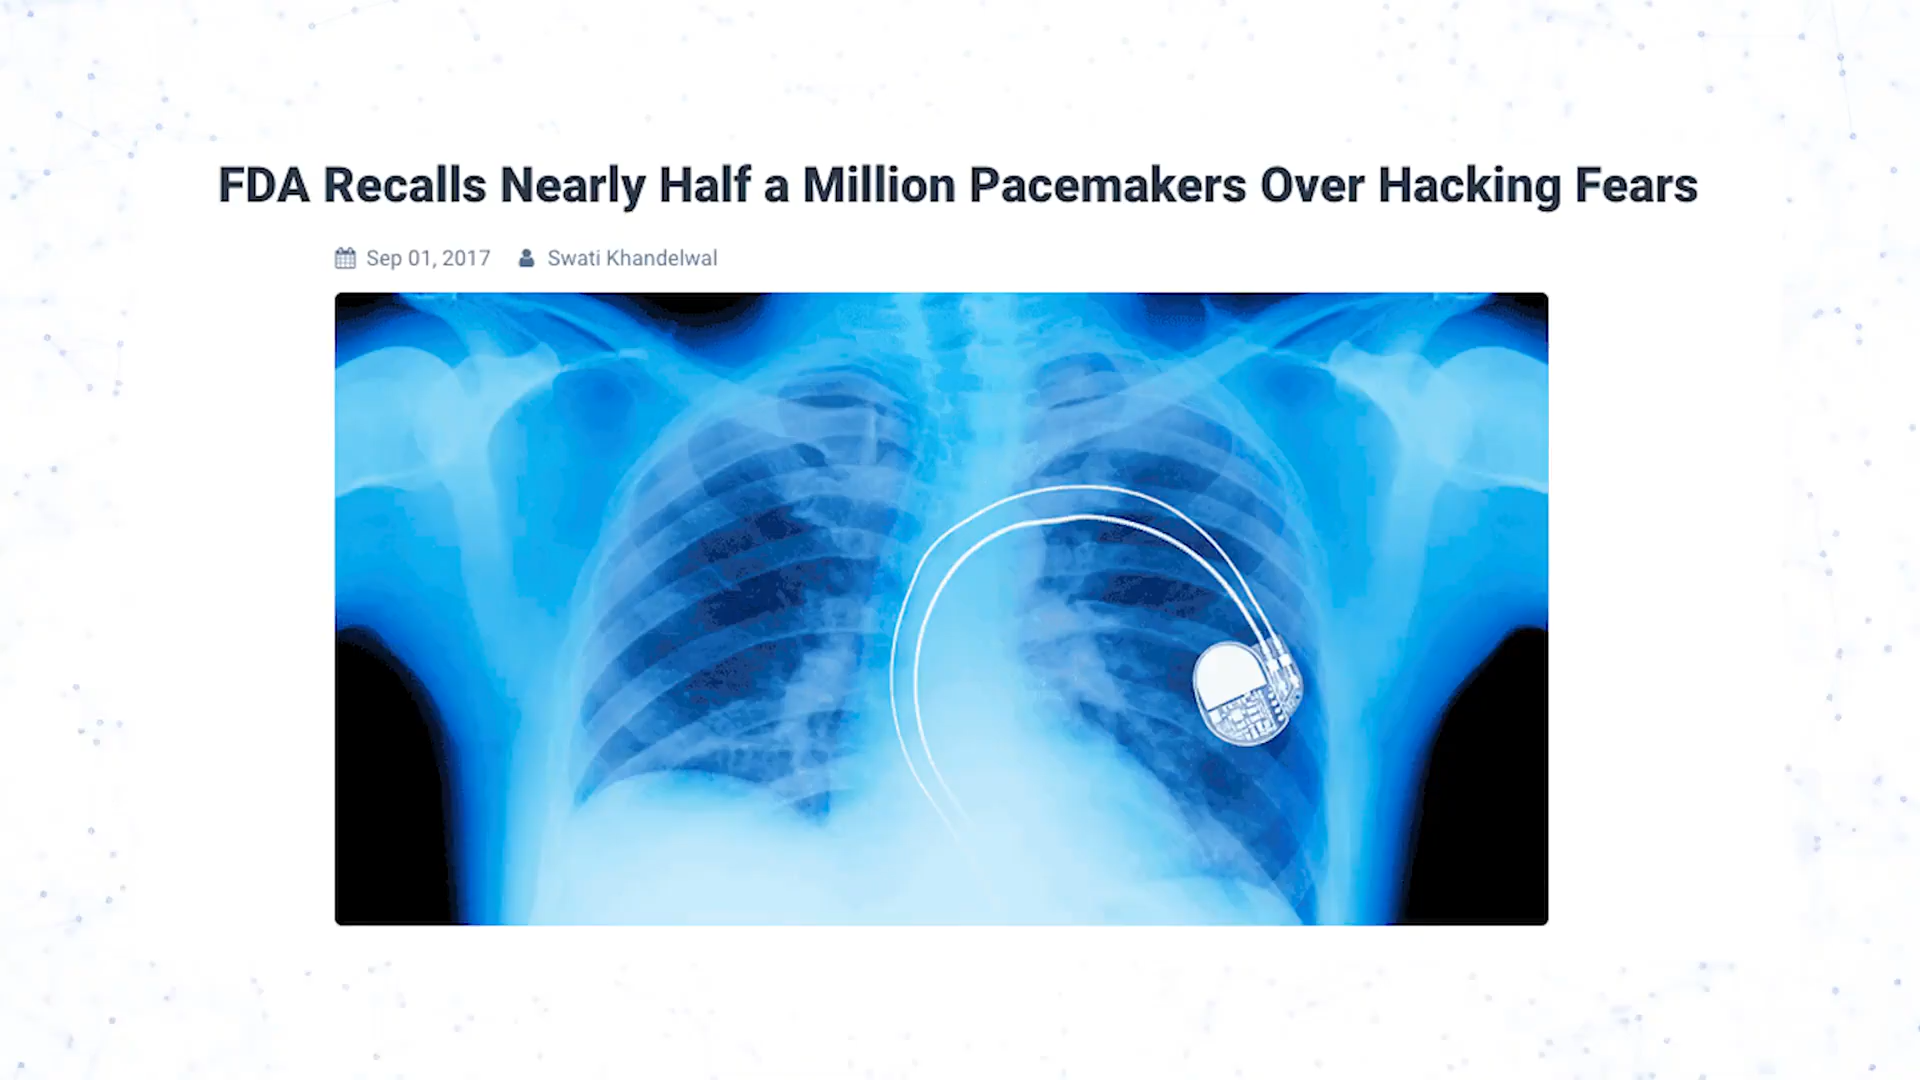 FDA Recalls Nearly Half a Million Pacemakers Over Hacking Fears
Sep 01, 2017 Swati Khandelwal